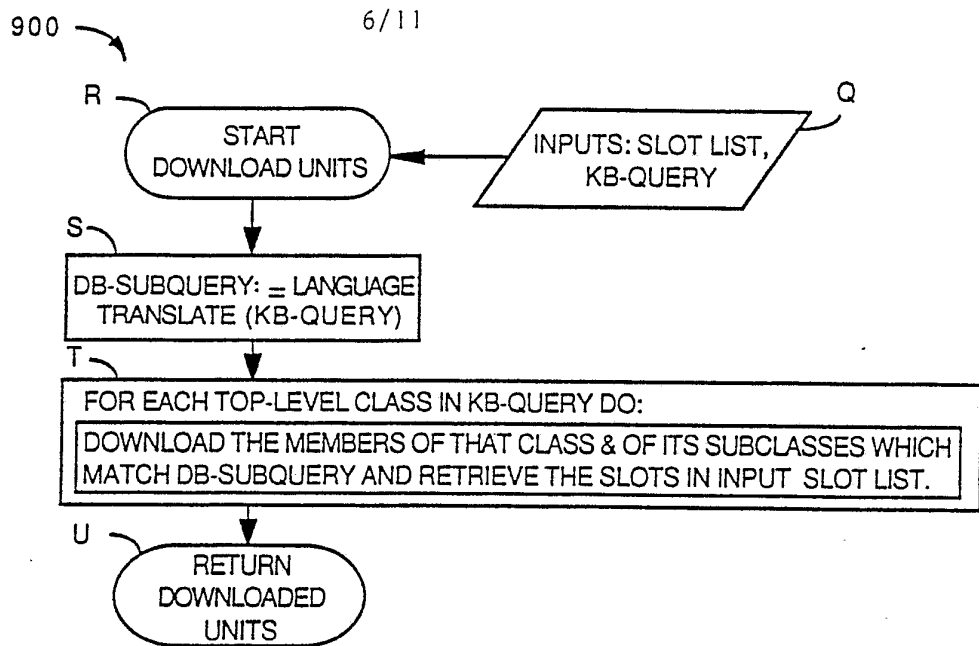 6/11
900
R
Q
START
DOWNLOAD UNITS
INPUTS: SLOT LIST,
KB-QUERY
S
DB-SUBQUERY: = LANGUAGE
TRANSLATE (KB-QUERY)
T
FOR EACH TOP-LEVEL CLASS IN KB-QUERY DO:
DOWNLOAD THE MEMBERS OF THAT CLASS & OF ITS SUBCLASSES WHICH
MATCH DB-SUBQUERY AND RETRIEVE THE SLOTS IN INPUT SLOT LIST.
U
RETURN
DOWNLOADED
UNITS